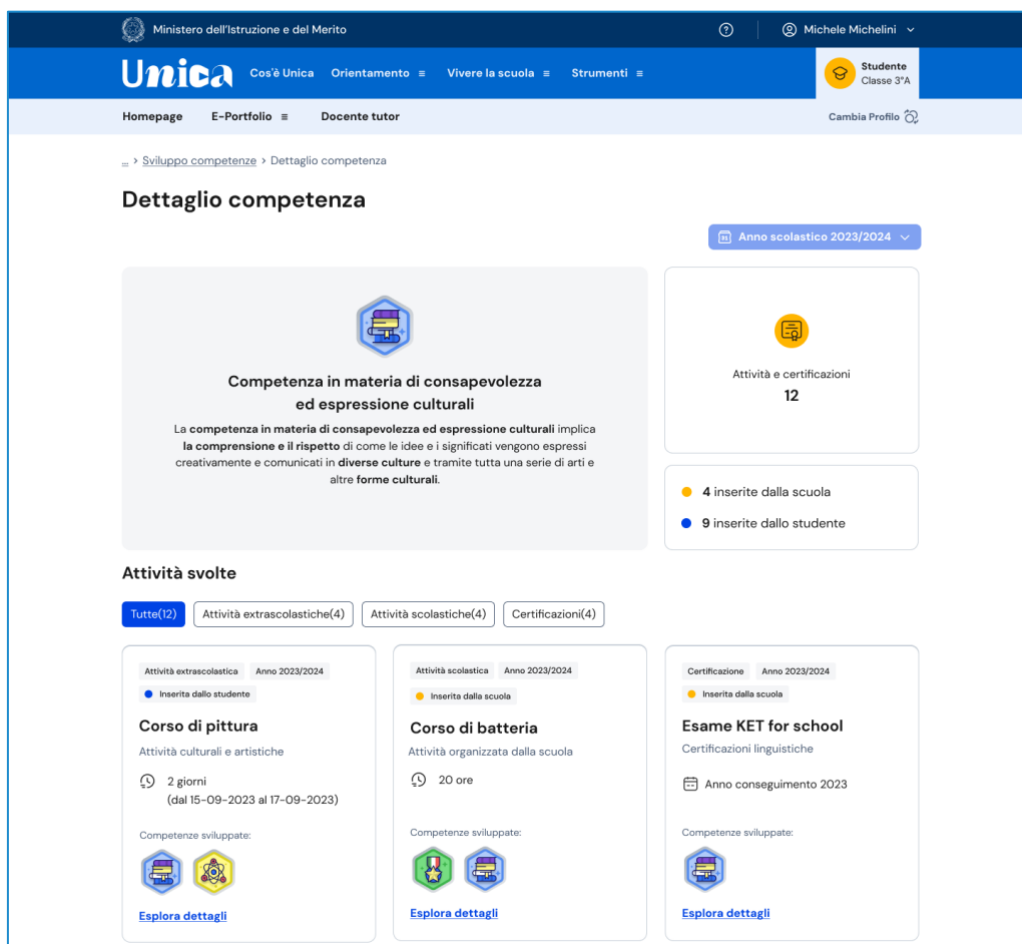 Ministero dell'Istruzione e del Merito
Michele Michelini
Unica
Cos'è Unica Orientamento Vivere la scuola Strumenti
Studente
Classe 3°A
Homepage E-Portfolio Docente tutor
Cambia Profilo
... > Sviluppo competenze > Dettaglio competenza
Dettaglio competenza
Anno scolastico 2023/2024
Competenza in materia di consapevolezza
ed espressione culturali
La competenza in materia di consapevolezza ed espressione culturali implica
la comprensione e il rispetto di come le idee e i significati vengono espressi
creativamente e comunicati in diverse culture e tramite tutta una serie di arti e
altre forme culturali.
Attività e certificazioni
12
4 inserite dalla scuola
9 inserite dallo studente
Attività svolte
Tutte(12) Attività extrascolastiche(4) Attività scolastiche(4) Certificazioni(4)
Attività extrascolastica Anno 2023/2024
Inserita dallo studente
Corso di pittura
Attività culturali e artistiche
2 giorni
(dal 15-09-2023 al 17-09-2023)
Competenze sviluppate:
Esplora dettagli
Attività scolastica Anno 2023/2024
Inserita dalla scuola
Corso di batteria
Attività organizzata dalla scuola
20 ore
Competenze sviluppate:
Esplora dettagli
Certificazione Anno 2023/2024
Inserita dalla scuola
Esame KET for school
Certificazioni linguistiche
Anno conseguimento 2023
Competenze sviluppate:
Esplora dettagli